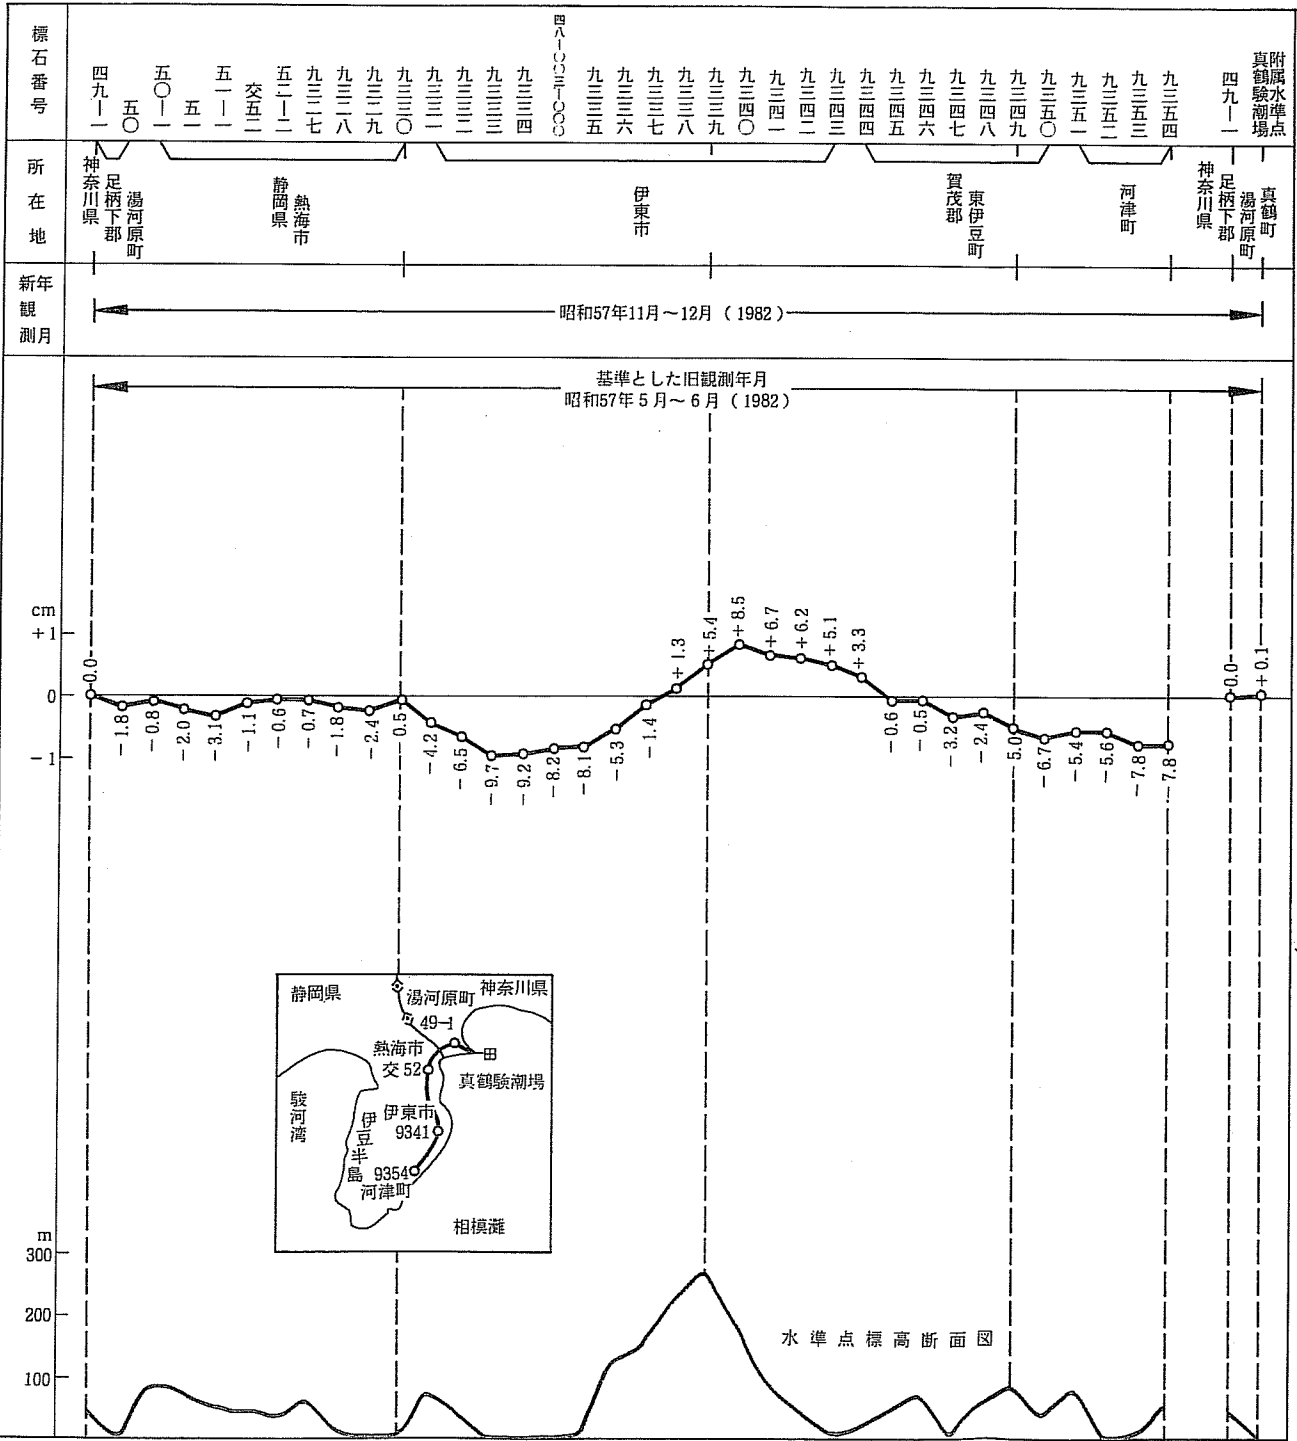 標石番号
四九—一
五〇
五〇—一
五一
五一—一
交五二
五二—二
九三二七
九三二八
九三二九
九三三〇
九三三一
九三三二
九三三三
九三三四
四八—〇〇三—〇〇〇
九三三五
九三三六
九三三七
九三三八
九三三九
九三四〇
九三四一
九三四二
九三四三
九三四四
九三四五
九三四六
九三四七
九三四八
九三四九
九三五〇
九三五一
九三五二
九三五三
九三五四
四九—一
真鶴験潮場
附属水準点
所在地
神奈川県
足柄下郡
湯河原町
静岡県
熱海市
伊東市
賀茂郡
東伊豆町
河津町
神奈川県
足柄下郡
湯河原町
真鶴町
新年
観
測月
昭和57年11月〜12月（1982）
基準とした旧観測年月
昭和57年5月〜6月（1982）
cm
+1
0
−1
0.0
−1.8
−0.8
−2.0
−3.1
−1.1
−0.6
−0.7
−1.8
−2.4
0.5
−4.2
−6.5
−9.7
−9.2
−8.2
−8.1
−5.3
−1.4
+1.3
+5.4
+8.5
+6.7
+6.2
+5.1
+3.3
−0.6
−0.5
−3.2
−2.4
5.0
−6.7
−5.4
−5.6
−7.8
7.8
0.0
+0.1
静岡県
湯河原町
神奈川県
49-1
熱海市
交52
真鶴験潮場
駿河湾
伊豆半島
伊東市
9341
9354
河津町
相模灘
m
300
200
100
水準点標高断面図